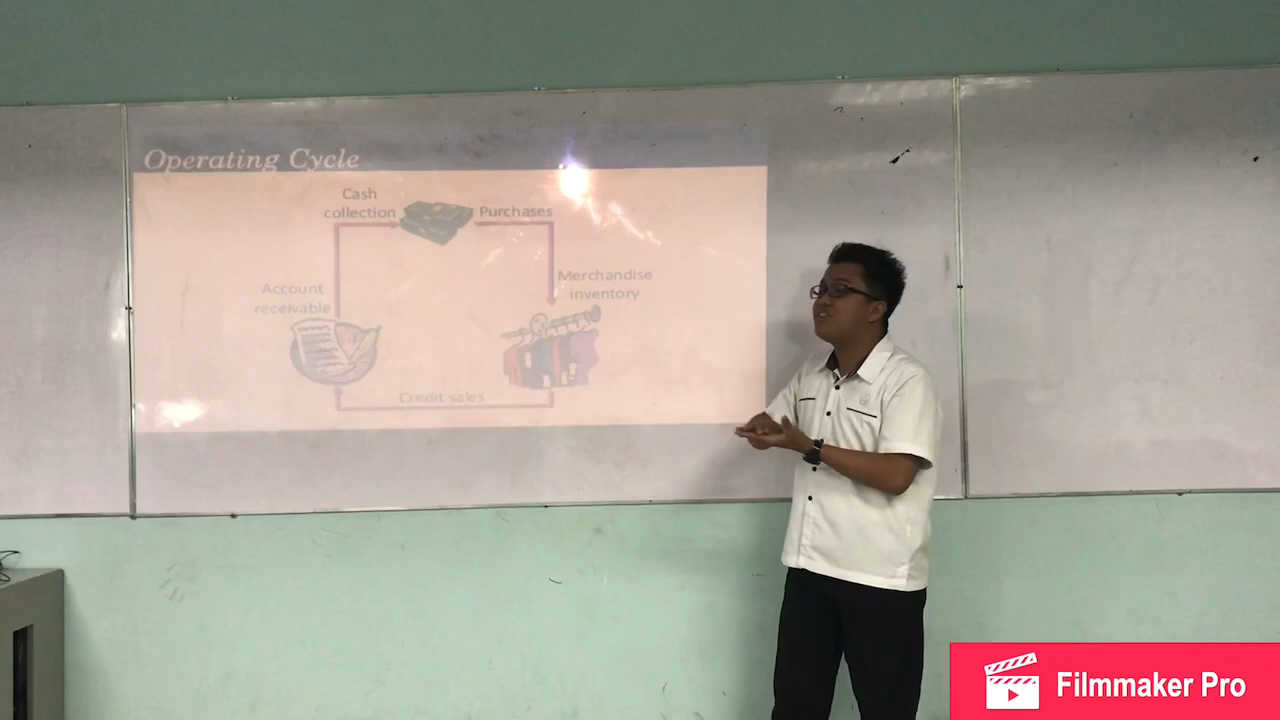 Operating Cycle
Cash
collection
Purchases
Account
receivable
Merchandise
inventory
Credit sales
Filmmaker Pro